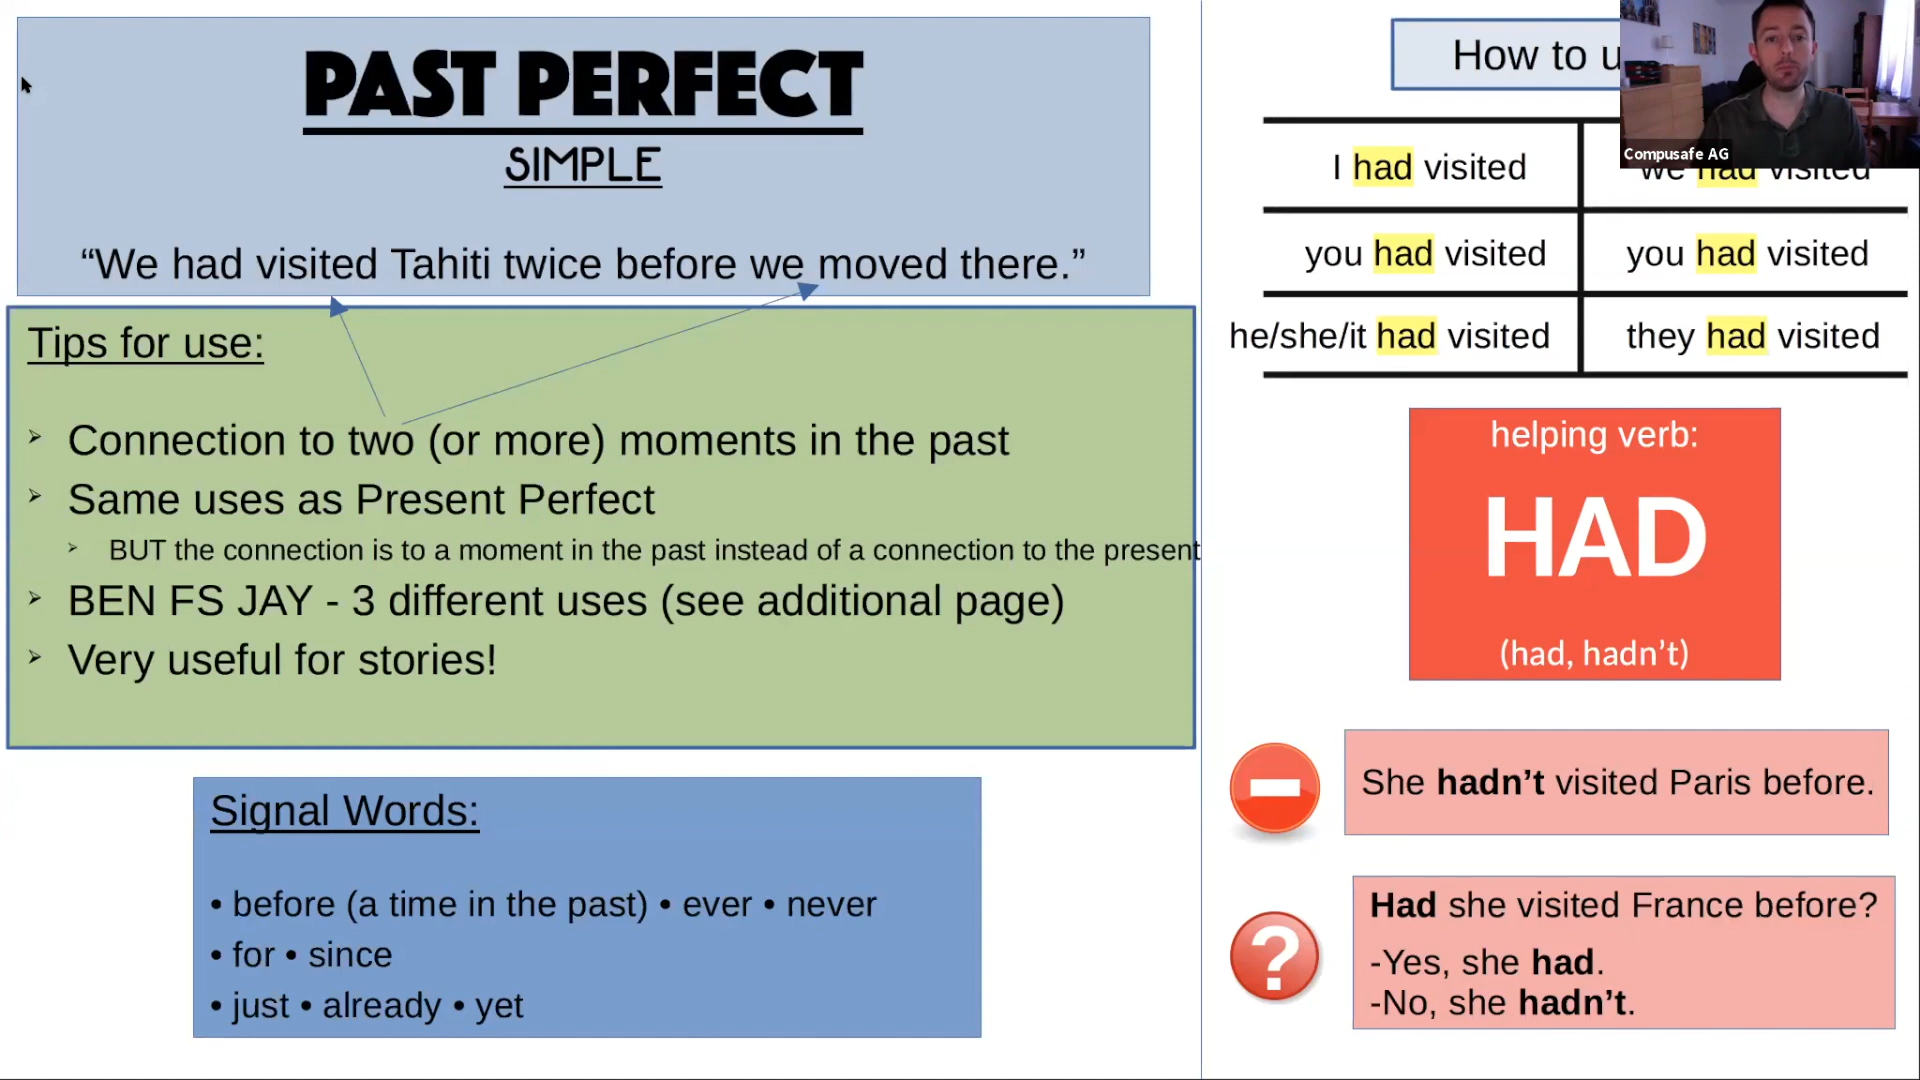 PAST PERFECT
SIMPLE
“We had visited Tahiti twice before we moved there.”
Tips for use:
Connection to two (or more) moments in the past
Same uses as Present Perfect
BUT the connection is to a moment in the past instead of a connection to the present
BEN FS JAY - 3 different uses (see additional page)
Very useful for stories!
Signal Words:
• before (a time in the past) • ever • never
• for • since
• just • already • yet
How to
Compusafe AG
I had visited
we had visited
you had visited
you had visited
he/she/it had visited
they had visited
helping verb:
HAD
(had, hadn’t)
She hadn’t visited Paris before.
Had she visited France before?
-Yes, she had.
-No, she hadn’t.